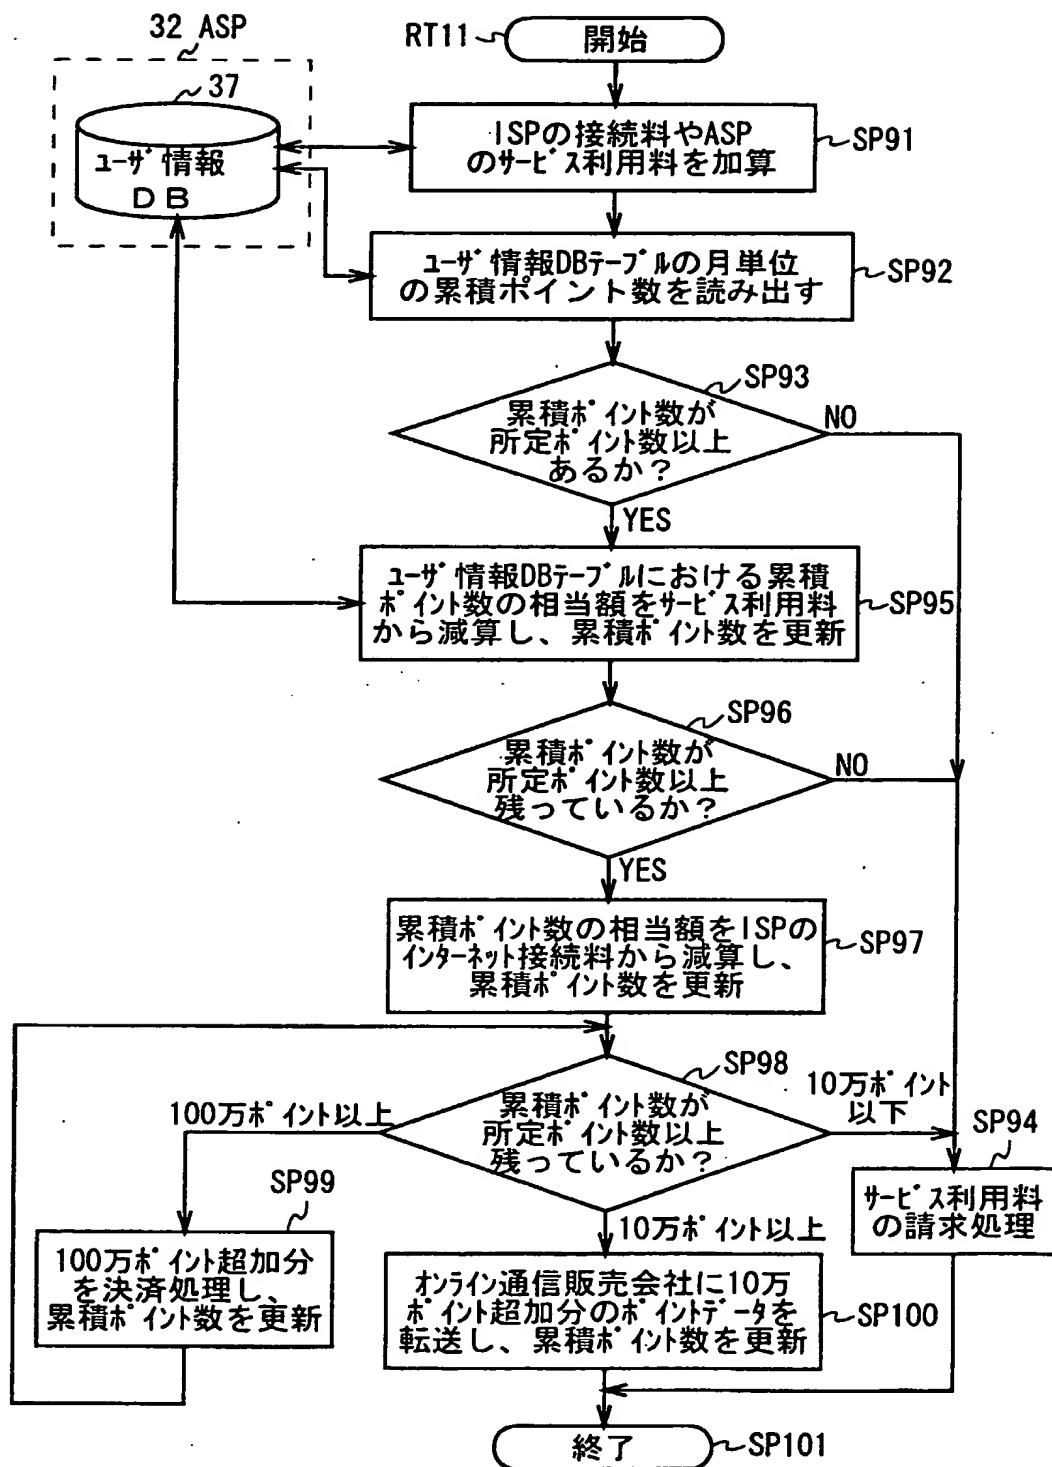 32 ASP
37
ユーザ情報
DB
RT11
開始
ISPの接続料やASP
のサービス利用料を加算
SP91
ユーザ情報DBテーブルの月単位
の累積ポイント数を読み出す
SP92
SP93
累積ポイント数が
所定ポイント数以上
あるか?
NO
YES
ユーザ情報DBテーブルにおける累積
ポイント数の相当額をサービス利用料
から減算し、累積ポイント数を更新
SP95
SP96
累積ポイント数が
所定ポイント数以上
残っているか?
NO
YES
累積ポイント数の相当額をISPの
インターネット接続料から減算し、
累積ポイント数を更新
SP97
SP98
累積ポイント数が
所定ポイント数以上
残っているか?
100万ポイント以上
10万ポイント
以下
SP94
サービス利用料
の請求処理
SP99
100万ポイント超加分
を決済処理し、
累積ポイント数を更新
10万ポイント以上
オンライン通信販売会社に10万
ポイント超加分のポイントデータを
転送し、累積ポイント数を更新
SP100
終了
SP101